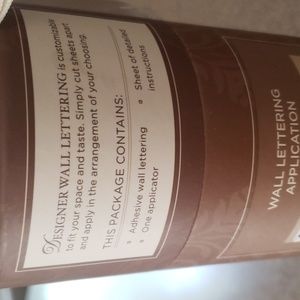 DESIGNER WALL LETTERING is customizable
to fit your space and taste. Simply cut sheets apart
and apply in the arrangement of your choosing.
THIS PACKAGE CONTAINS:
Adhesive wall lettering
One applicator
Sheet of detailed
instructions
WALL LETTERING
APPLICATION